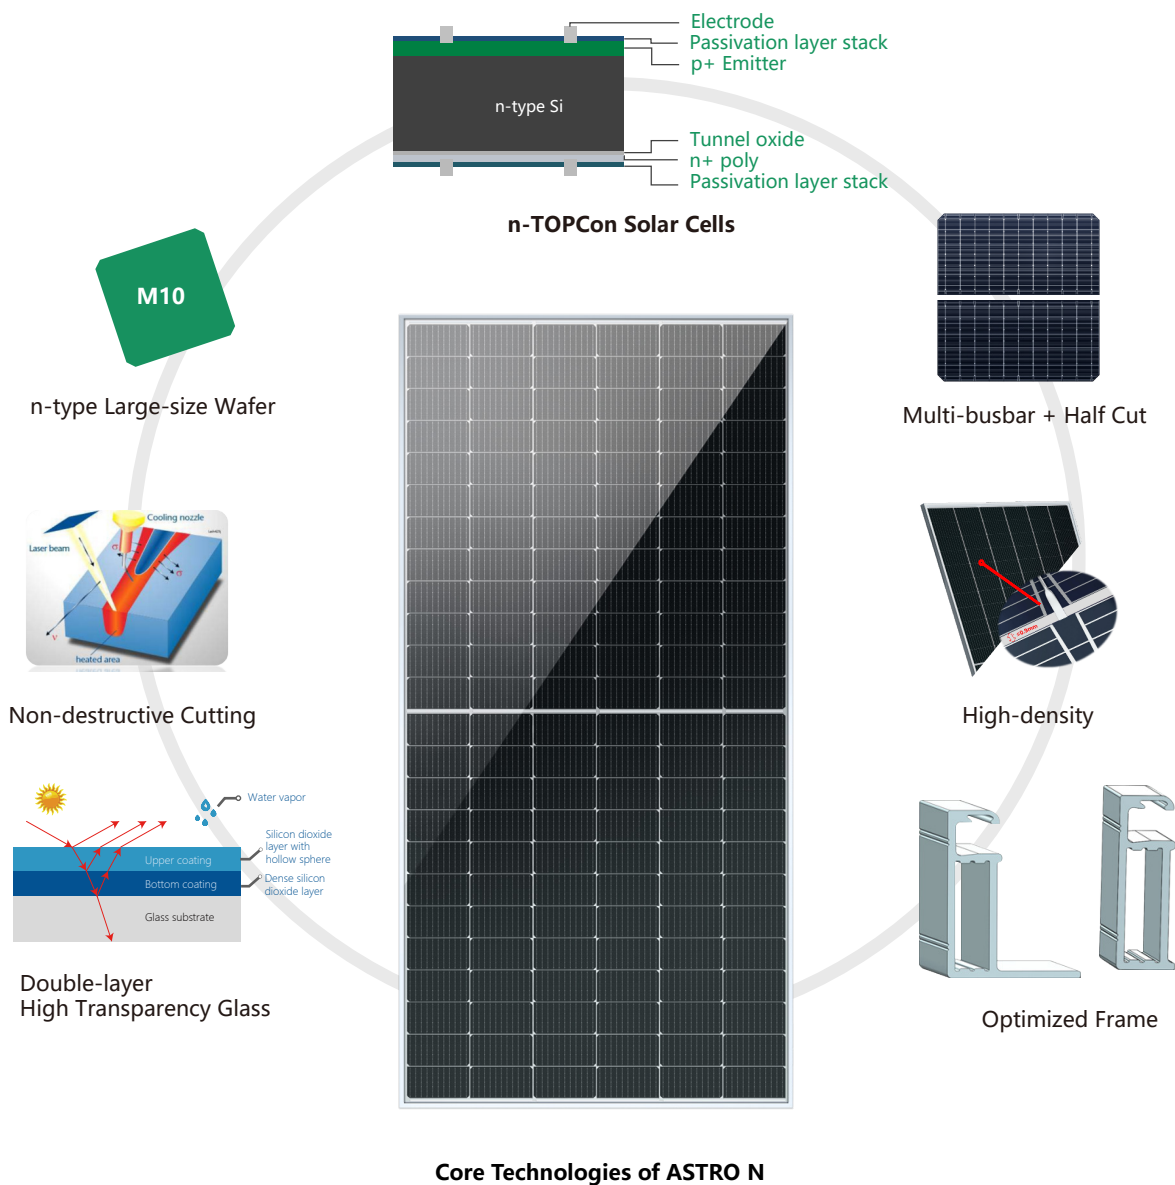 Electrode
Passivation layer stack
p+ Emitter
n-type Si
Tunnel oxide
n+ poly
Passivation layer stack
n-TOPCon Solar Cells
M10
n-type Large-size Wafer
Multi-busbar + Half Cut
Cooling nozzle
Laser beam
σ
σ
v
heated area
Non-destructive Cutting
High-density
Water vapor
Silicon dioxide
layer with
hollow sphere
Upper coating
Bottom coating
Dense silicon
dioxide layer
Glass substrate
Double-layer
High Transparency Glass
Optimized Frame
Core Technologies of ASTRO N